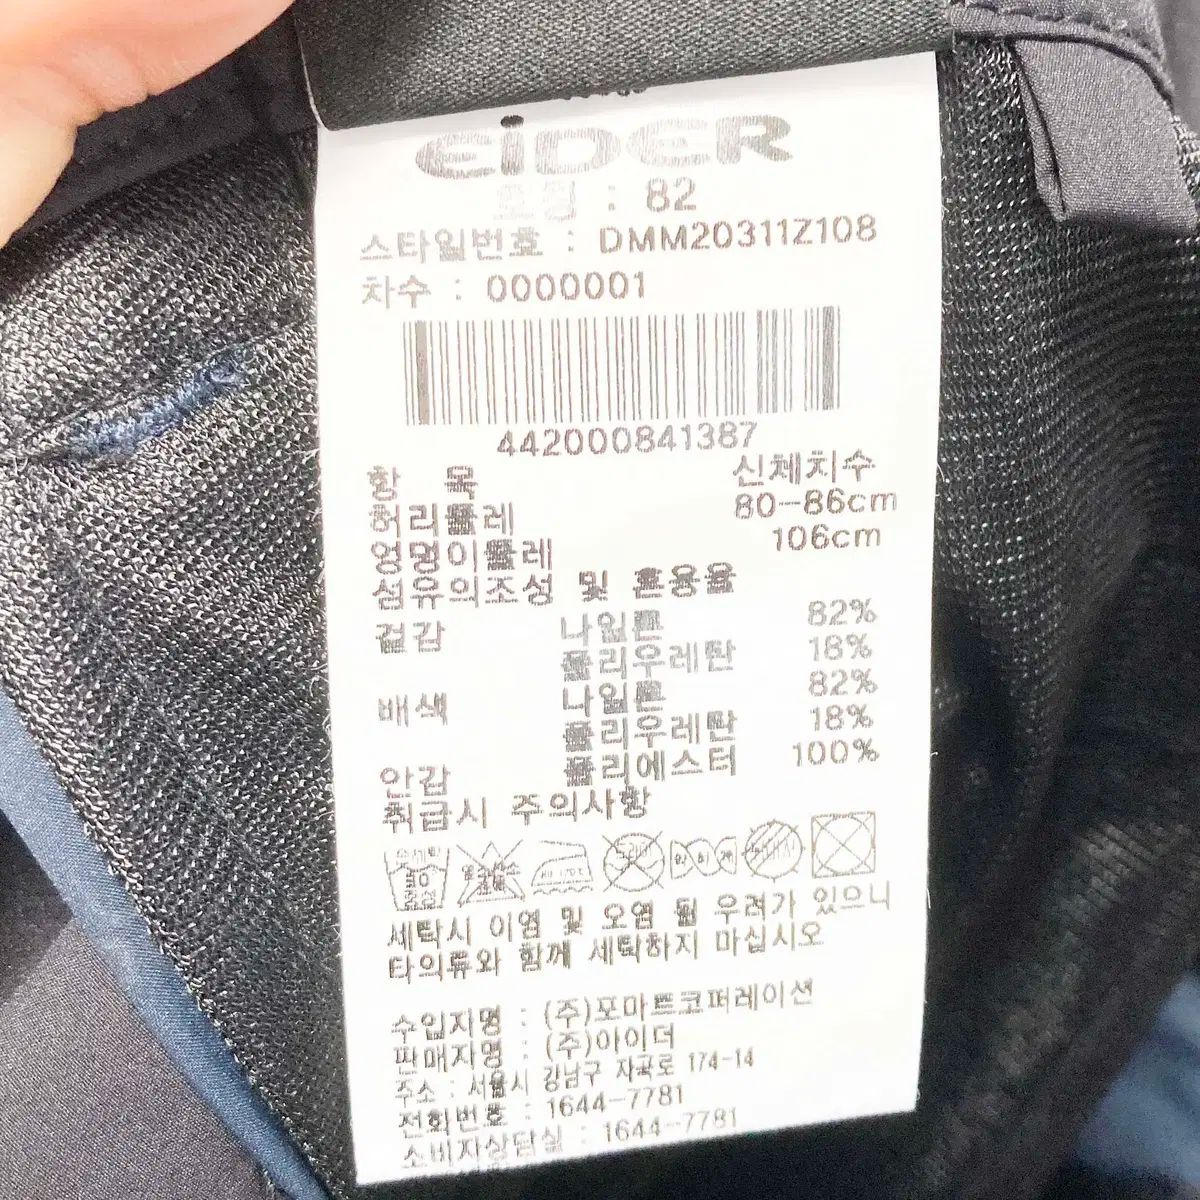 EiDER
호칭 : 82
스타일번호 : DMM20311Z108
차수 : 0000001
442000841387
항 목 신체치수
허리둘레 80-86cm
엉덩이둘레 106cm
섬유의조성 및 혼용율
겉감 나일론 82%
폴리우레탄 18%
배색 나일론 82%
폴리우레탄 18%
안감 폴리에스터 100%
취급시 주의사항
세탁시 이염 및 오염 될 우려가 있으니
타의류와 함께 세탁하지 마십시오
수입자명 : (주)포마트코퍼레이션
판매자명 : (주)아이더
주소 : 서울시 강남구 자곡로 174-14
전화번호 : 1644-7781
소비자상담실 : 1644-7781